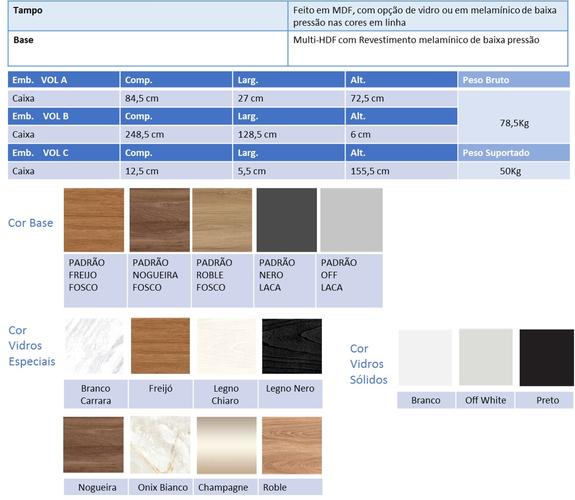 Tampo Feito em MDF, com opção de vidro ou em melamínico de baixa
pressão nas cores em linha
Base Multi-HDF com Revestimento melamínico de baixa pressão
Emb. VOL A Comp. Larg. Alt. Peso Bruto
Caixa 84,5 cm 27 cm 72,5 cm
Emb. VOL B Comp. Larg. Alt.
78,5Kg
Caixa 248,5 cm 128,5 cm 6 cm
Emb. VOL C Comp. Larg. Alt. Peso Suportado
Caixa 12,5 cm 5,5 cm 155,5 cm 50Kg
Cor Base
PADRÃO PADRÃO PADRÃO PADRÃO PADRÃO
FREIJO NOGUEIRA ROBLE NERO OFF
FOSCO FOSCO FOSCO LACA LACA
Cor
Vidros
Especiais
Branco Freijó Legno Legno Nero
Carrara Chiaro
Cor
Vidros
Sólidos
Branco Off White Preto
Nogueira Onix Bianco Champagne Roble